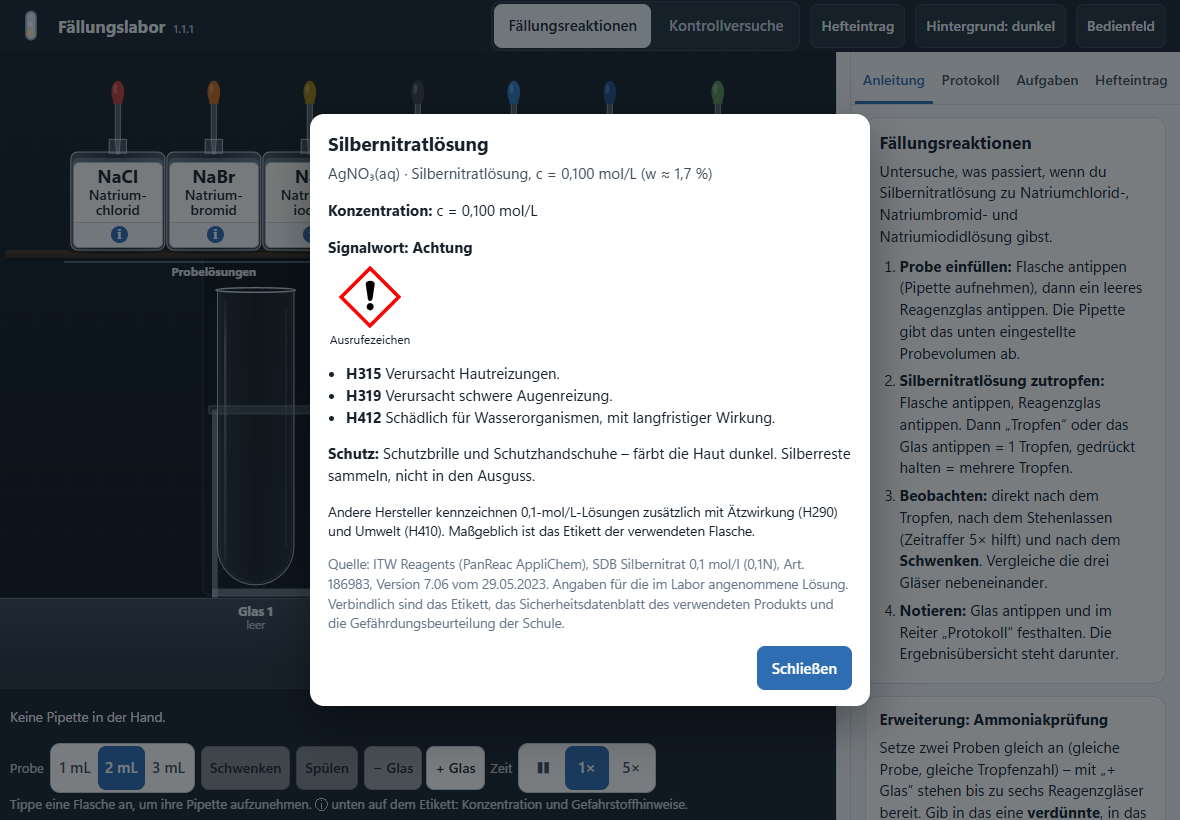 Fällungslabor 1.1.1
Fällungsreaktionen
Kontrollversuche
Hefteintrag
Hintergrund: dunkel
Bedienfeld
Anleitung
Protokoll
Aufgaben
Hefteintrag
NaCl
Natrium-
chlorid
NaBr
Natrium-
bromid
Probelösungen
Glas 1
leer
Silbernitratlösung
AgNO₃(aq) · Silbernitratlösung, c = 0,100 mol/L (w ≈ 1,7 %)
Konzentration: c = 0,100 mol/L
Signalwort: Achtung
Ausrufezeichen
H315 Verursacht Hautreizungen.
H319 Verursacht schwere Augenreizung.
H412 Schädlich für Wasserorganismen, mit langfristiger Wirkung.
Schutz: Schutzbrille und Schutzhandschuhe – färbt die Haut dunkel. Silberreste
sammeln, nicht in den Ausguss.
Andere Hersteller kennzeichnen 0,1-mol/L-Lösungen zusätzlich mit Ätzwirkung (H290)
und Umwelt (H410). Maßgeblich ist das Etikett der verwendeten Flasche.
Quelle: ITW Reagents (PanReac AppliChem), SDB Silbernitrat 0,1 mol/l (0,1N), Art.
186983, Version 7.06 vom 29.05.2023. Angaben für die im Labor angenommene Lösung.
Verbindlich sind das Etikett, das Sicherheitsdatenblatt des verwendeten Produkts und
die Gefährdungsbeurteilung der Schule.
Schließen
Fällungsreaktionen
Untersuche, was passiert, wenn du
Silbernitratlösung zu Natriumchlorid-,
Natriumbromid- und
Natriumiodidlösung gibst.
1. Probe einfüllen: Flasche antippen
(Pipette aufnehmen), dann ein leeres
Reagenzglas antippen. Die Pipette
gibt das unten eingestellte
Probevolumen ab.
2. Silbernitratlösung zutropfen:
Flasche antippen, Reagenzglas
antippen. Dann „Tropfen“ oder das
Glas antippen = 1 Tropfen, gedrückt
halten = mehrere Tropfen.
3. Beobachten: direkt nach dem
Tropfen, nach dem Stehenlassen
(Zeitraffer 5× hilft) und nach dem
Schwenken. Vergleiche die drei
Gläser nebeneinander.
4. Notieren: Glas antippen und im
Reiter „Protokoll“ festhalten. Die
Ergebnisübersicht steht darunter.
Erweiterung: Ammoniakprüfung
Setze zwei Proben gleich an (gleiche
Probe, gleiche Tropfenzahl) – mit „+
Glas“ stehen bis zu sechs Reagenzgläser
bereit. Gib in das eine verdünnte, in das
Keine Pipette in der Hand.
Probe
1 mL
2 mL
3 mL
Schwenken
Spülen
− Glas
+ Glas
Zeit
1×
5×
Tippe eine Flasche an, um ihre Pipette aufzunehmen. ⓘ unten auf dem Etikett: Konzentration und Gefahrstoffhinweise.